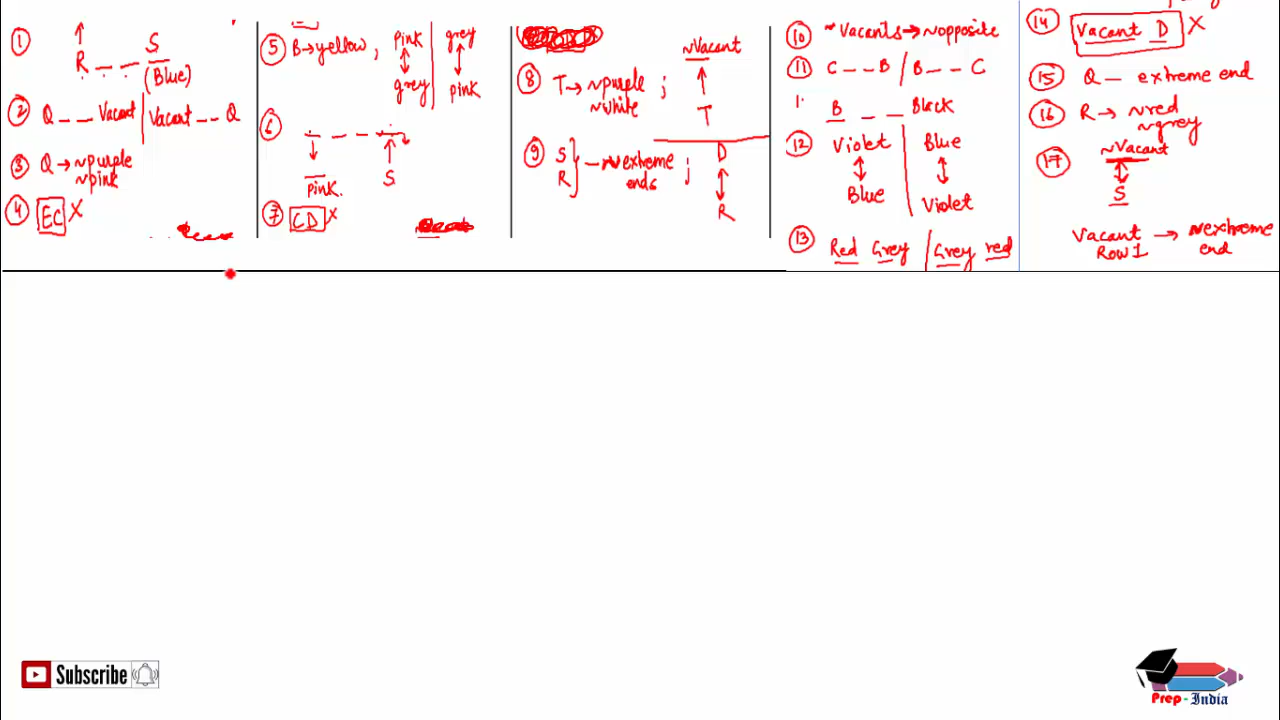 ① R _ _ S
(Blue)
② Q _ _ Vacant | Vacant _ _ Q
③ Q → ~purple
~pink
④ EC X
⑤ B → yellow, pink ↕ grey | grey ↕ pink
⑥ _ _ _ _
pink. S
⑦ CD X
⑧ T → ~purple ;
~white
~Vacant
↑
T
⑨ S
R } — ~extreme ends ;
D
↕
R
⑩ ~Vacants → ~opposite
⑪ C _ _ B / B _ _ C
B _ _ Black
⑫ Violet ↕ Blue | Blue ↕ Violet
⑬ Red Grey / Grey red
⑭ Vacant D X
⑮ Q — extreme end
⑯ R → ~red
~grey
⑰ ~Vacant
↕
S
Vacant Row 1 → ~extreme end
Subscribe
Prep - India